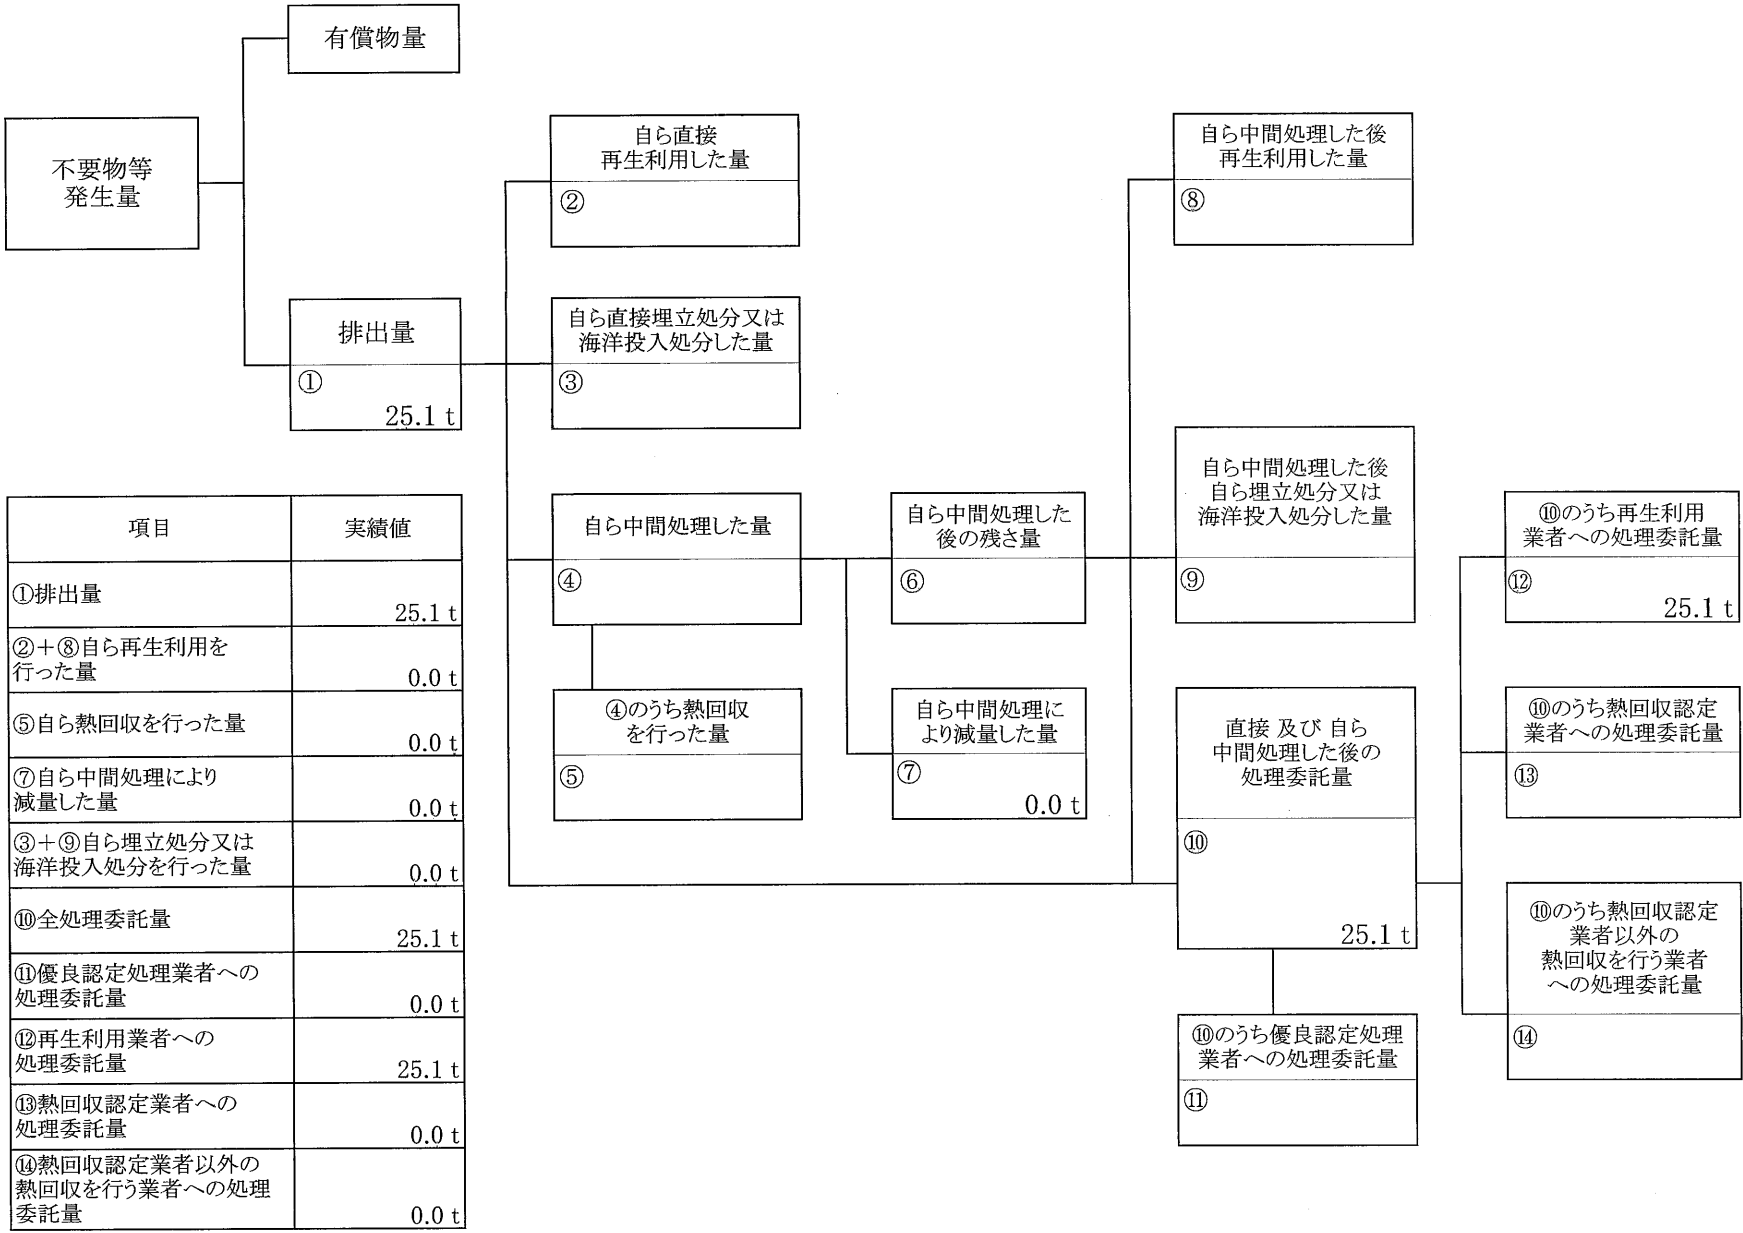 有償物量
不要物等
発生量
自ら直接
再生利用した量
②
自ら中間処理した後
再生利用した量
⑧
排出量
①
25.1 t
自ら直接埋立処分又は
海洋投入処分した量
③
自ら中間処理した量
④
自ら中間処理した
後の残さ量
⑥
自ら中間処理した後
自ら埋立処分又は
海洋投入処分した量
⑨
⑩のうち再生利用
業者への処理委託量
⑫
25.1 t
④のうち熱回収
を行った量
⑤
自ら中間処理に
より減量した量
⑦
0.0 t
直接 及び 自ら
中間処理した後の
処理委託量
⑩
25.1 t
⑩のうち熱回収認定
業者への処理委託量
⑬
⑩のうち熱回収認定
業者以外の
熱回収を行う業者
への処理委託量
⑭
⑩のうち優良認定処理
業者への処理委託量
⑪
項目 実績値
①排出量
25.1 t
②+⑧自ら再生利用を
行った量
0.0 t
⑤自ら熱回収を行った量
0.0 t
⑦自ら中間処理により
減量した量
0.0 t
③+⑨自ら埋立処分又は
海洋投入処分を行った量
0.0 t
⑩全処理委託量
25.1 t
⑪優良認定処理業者への
処理委託量
0.0 t
⑫再生利用業者への
処理委託量
25.1 t
⑬熱回収認定業者への
処理委託量
0.0 t
⑭熱回収認定業者以外の
熱回収を行う業者への処理
委託量
0.0 t